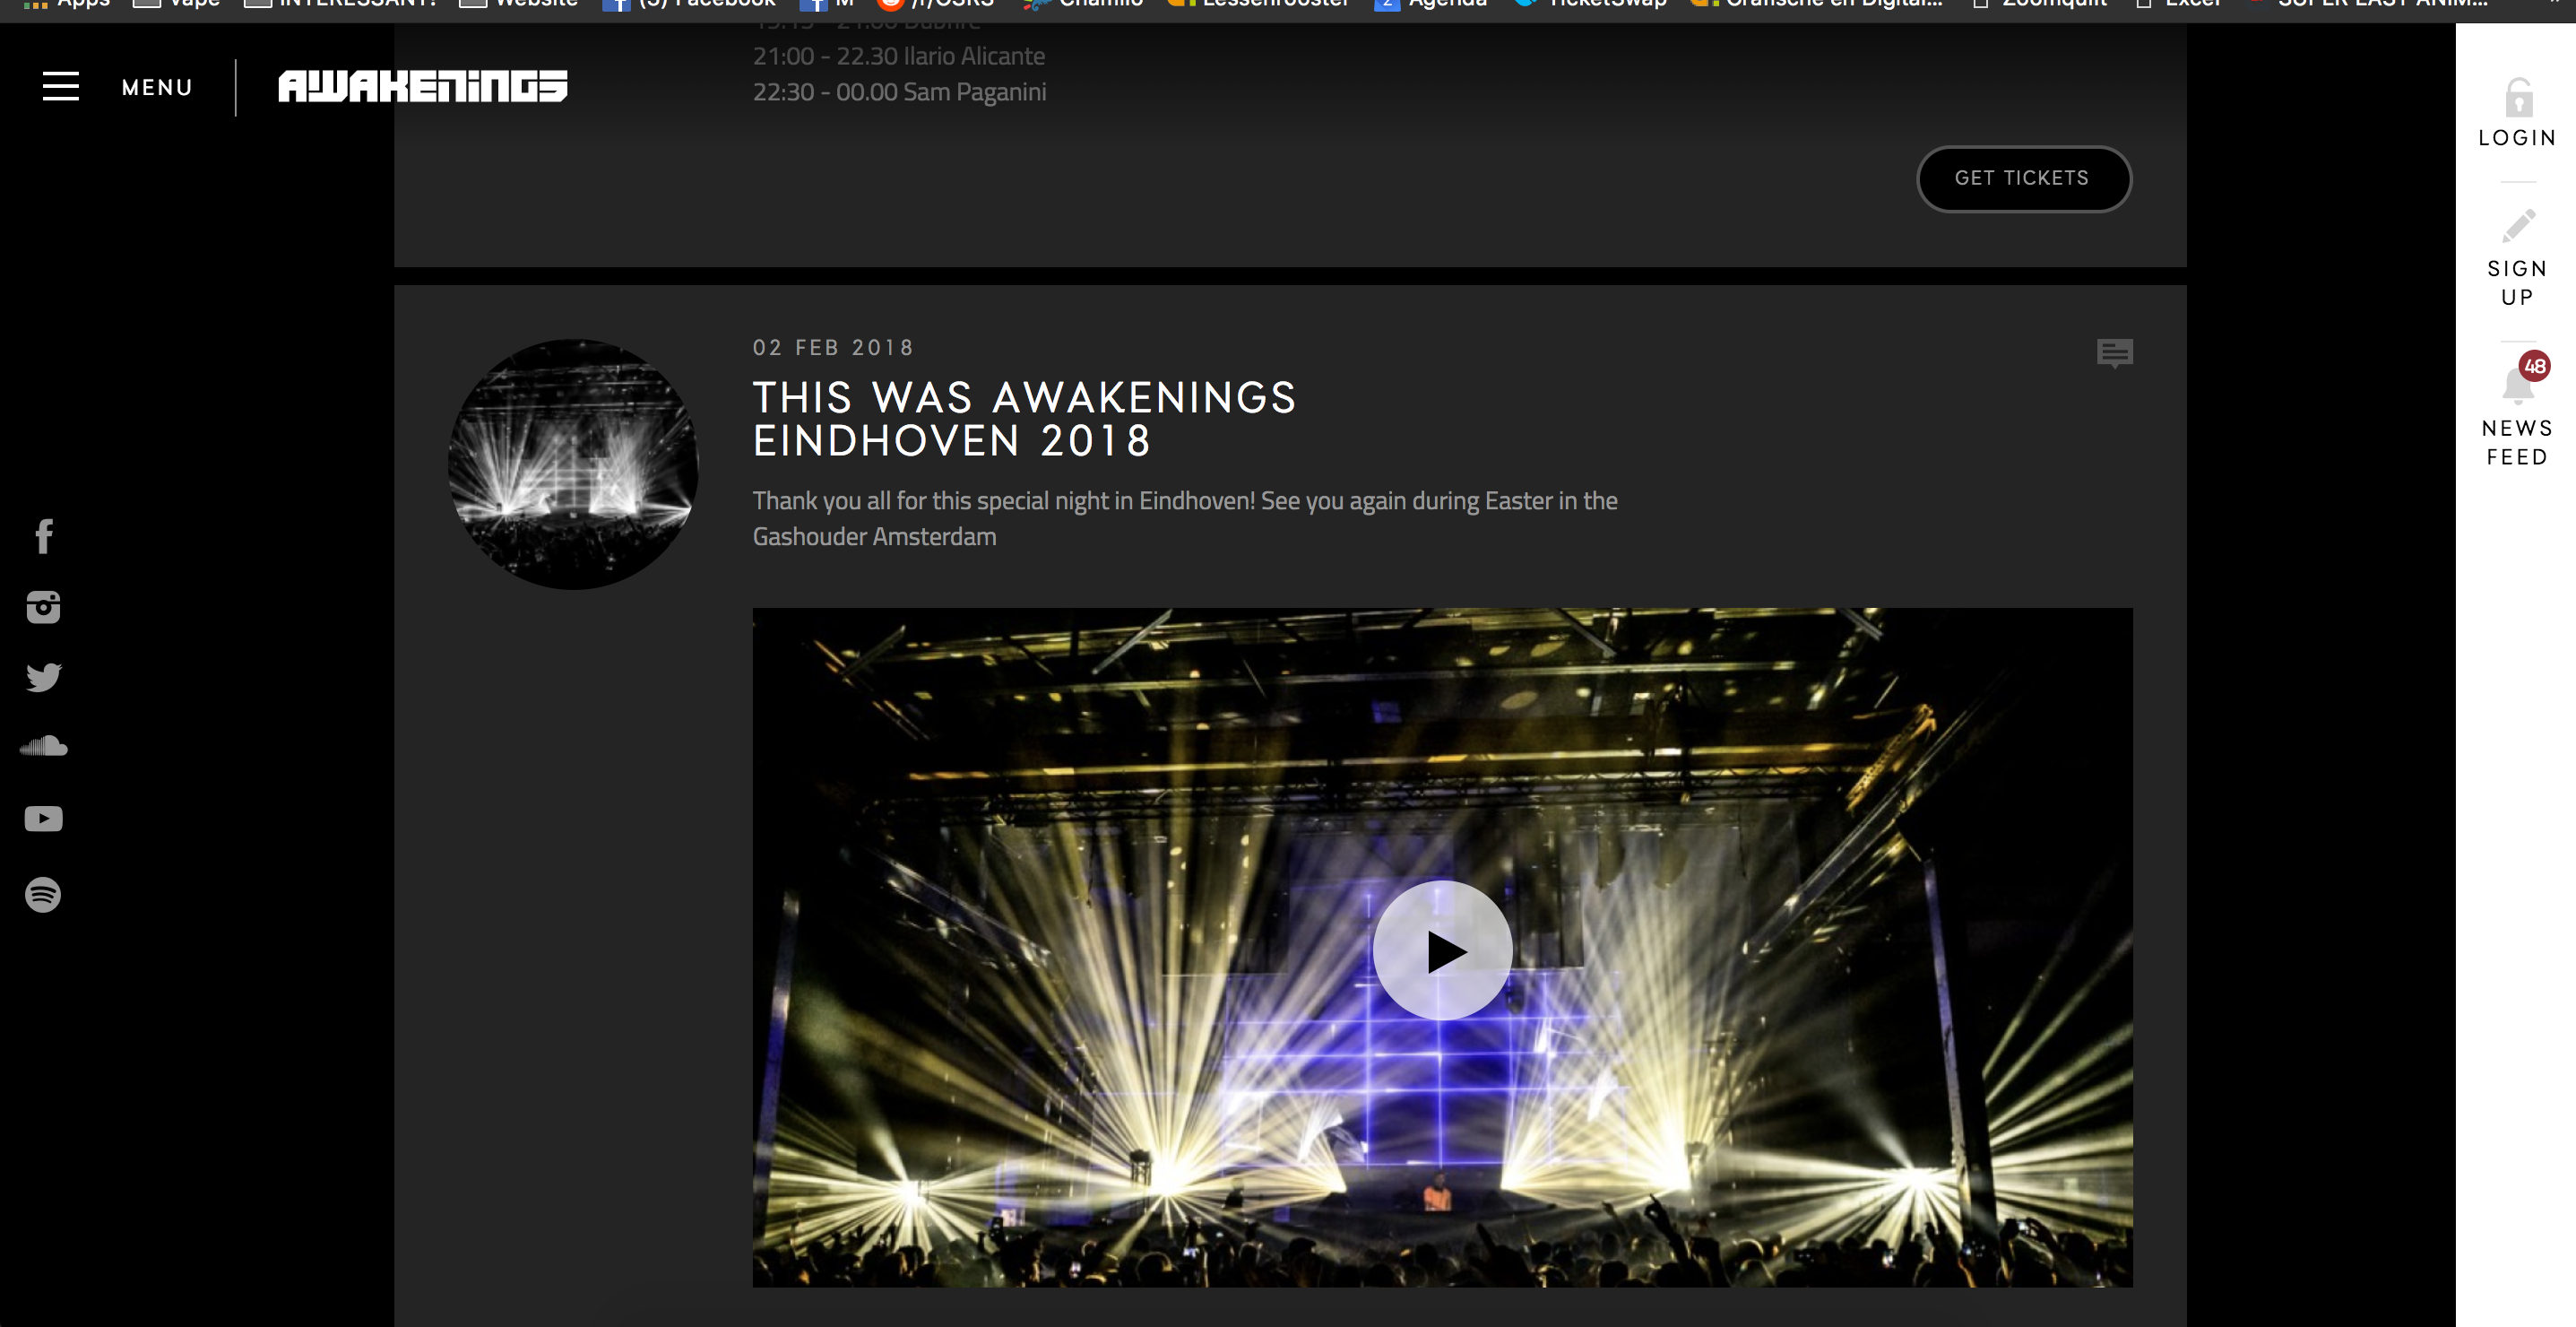 Apps Vape INTERESSANT! Website (3) Facebook M /r/OSRS Chamilo Lessenrooster Agenda TicketSwap Grafische en Digital... Zoomquilt Excel SUPER EAST ANIM... »
MENU
AWAKENINGS
21:00 - 22.30 Ilario Alicante
22:30 - 00.00 Sam Paganini
GET TICKETS
LOGIN
SIGN
UP
48
NEWS
FEED
02 FEB 2018
THIS WAS AWAKENINGS
EINDHOVEN 2018
Thank you all for this special night in Eindhoven! See you again during Easter in the
Gashouder Amsterdam